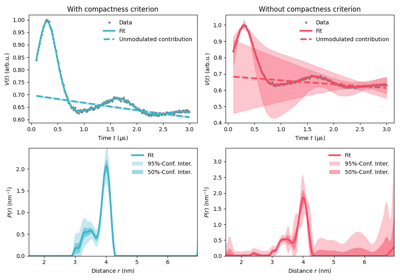 With compactness criterion
Without compactness criterion
1.00
0.95
0.90
0.85
0.80
0.75
0.70
0.65
0.60
V(t) (arb.u.)
Data
Fit
Unmodulated contribution
0.0 0.5 1.0 1.5 2.0 2.5 3.0
Time t (μs)
1.0
0.9
0.8
0.7
0.6
0.5
0.4
V(t) (arb.u.)
Data
Fit
Unmodulated contribution
0.0 0.5 1.0 1.5 2.0 2.5 3.0
Time t (μs)
2.5
2.0
1.5
1.0
0.5
0.0
P(r) (nm⁻¹)
Fit
95%-Conf. Inter.
50%-Conf. Inter.
2 3 4 5 6
Distance r (nm)
3.0
2.5
2.0
1.5
1.0
0.5
0.0
P(r) (nm⁻¹)
Fit
95%-Conf. Inter.
50%-Conf. Inter.
2 3 4 5 6
Distance r (nm)